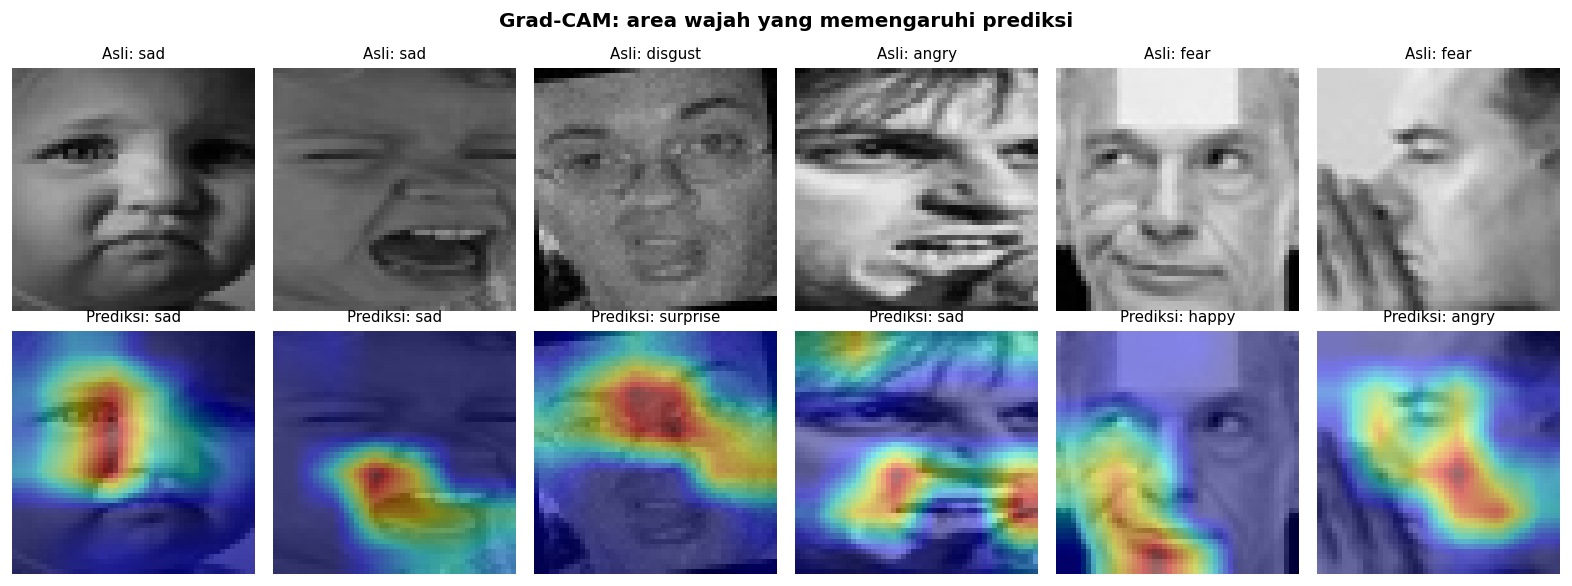 Grad-CAM: area wajah yang memengaruhi prediksi
Asli: sad
Asli: sad
Asli: disgust
Asli: angry
Asli: fear
Asli: fear
Prediksi: sad
Prediksi: sad
Prediksi: surprise
Prediksi: sad
Prediksi: happy
Prediksi: angry